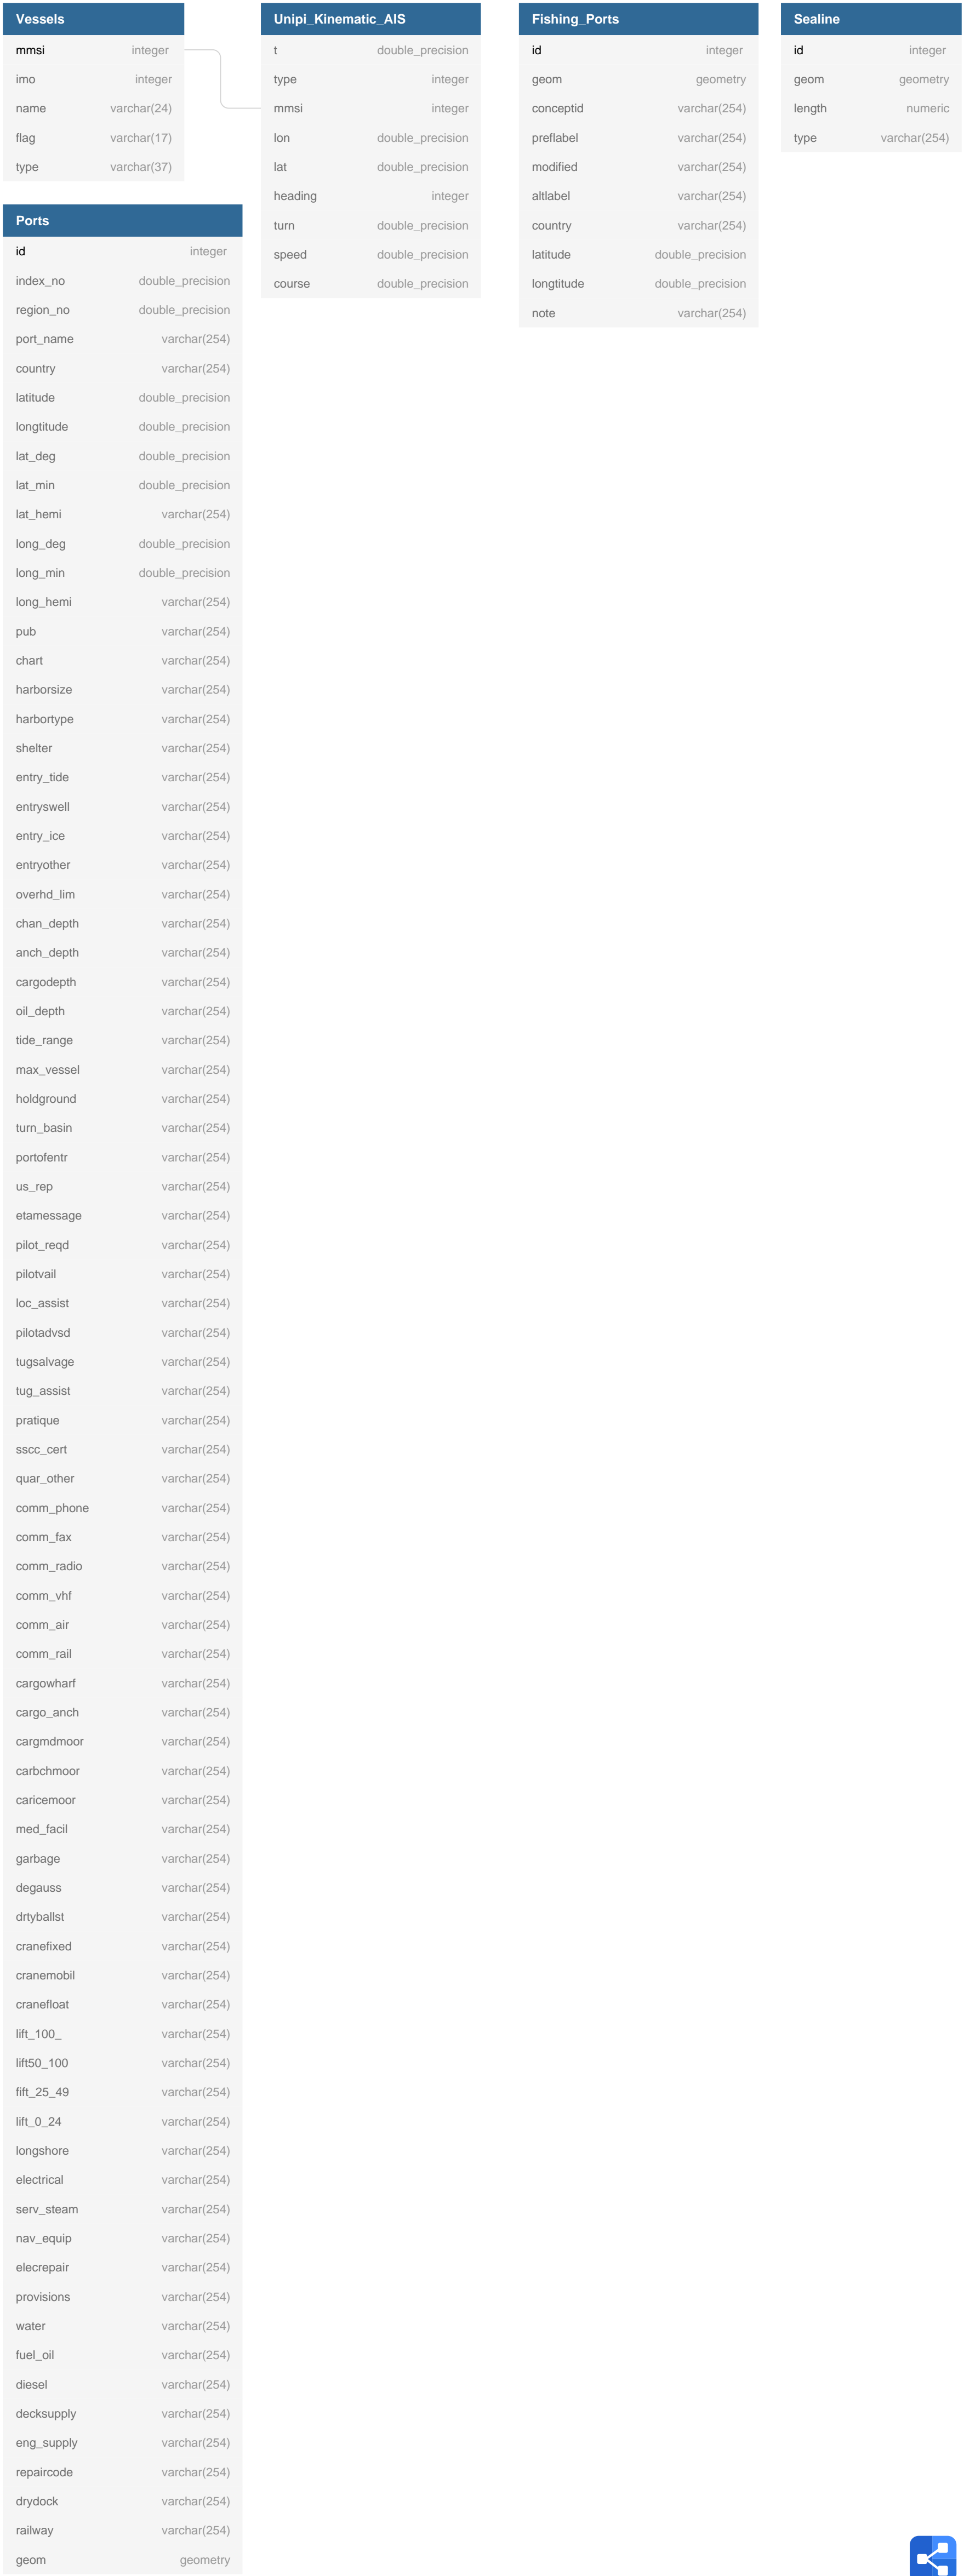 Vessels
mmsi integer
imo integer
name varchar(24)
flag varchar(17)
type varchar(37)
Unipi_Kinematic_AIS
t double_precision
type integer
mmsi integer
lon double_precision
lat double_precision
heading integer
turn double_precision
speed double_precision
course double_precision
Fishing_Ports
id integer
geom geometry
conceptid varchar(254)
preflabel varchar(254)
modified varchar(254)
altlabel varchar(254)
country varchar(254)
latitude double_precision
longtitude double_precision
note varchar(254)
Sealine
id integer
geom geometry
length numeric
type varchar(254)
Ports
id integer
index_no double_precision
region_no double_precision
port_name varchar(254)
country varchar(254)
latitude double_precision
longtitude double_precision
lat_deg double_precision
lat_min double_precision
lat_hemi varchar(254)
long_deg double_precision
long_min double_precision
long_hemi varchar(254)
pub varchar(254)
chart varchar(254)
harborsize varchar(254)
harbortype varchar(254)
shelter varchar(254)
entry_tide varchar(254)
entryswell varchar(254)
entry_ice varchar(254)
entryother varchar(254)
overhd_lim varchar(254)
chan_depth varchar(254)
anch_depth varchar(254)
cargodepth varchar(254)
oil_depth varchar(254)
tide_range varchar(254)
max_vessel varchar(254)
holdground varchar(254)
turn_basin varchar(254)
portofentr varchar(254)
us_rep varchar(254)
etamessage varchar(254)
pilot_reqd varchar(254)
pilotvail varchar(254)
loc_assist varchar(254)
pilotadvsd varchar(254)
tugsalvage varchar(254)
tug_assist varchar(254)
pratique varchar(254)
sscc_cert varchar(254)
quar_other varchar(254)
comm_phone varchar(254)
comm_fax varchar(254)
comm_radio varchar(254)
comm_vhf varchar(254)
comm_air varchar(254)
comm_rail varchar(254)
cargowharf varchar(254)
cargo_anch varchar(254)
cargmdmoor varchar(254)
carbchmoor varchar(254)
caricemoor varchar(254)
med_facil varchar(254)
garbage varchar(254)
degauss varchar(254)
drtyballst varchar(254)
cranefixed varchar(254)
cranemobil varchar(254)
cranefloat varchar(254)
lift_100_ varchar(254)
lift50_100 varchar(254)
fift_25_49 varchar(254)
lift_0_24 varchar(254)
longshore varchar(254)
electrical varchar(254)
serv_steam varchar(254)
nav_equip varchar(254)
elecrepair varchar(254)
provisions varchar(254)
water varchar(254)
fuel_oil varchar(254)
diesel varchar(254)
decksupply varchar(254)
eng_supply varchar(254)
repaircode varchar(254)
drydock varchar(254)
railway varchar(254)
geom geometry